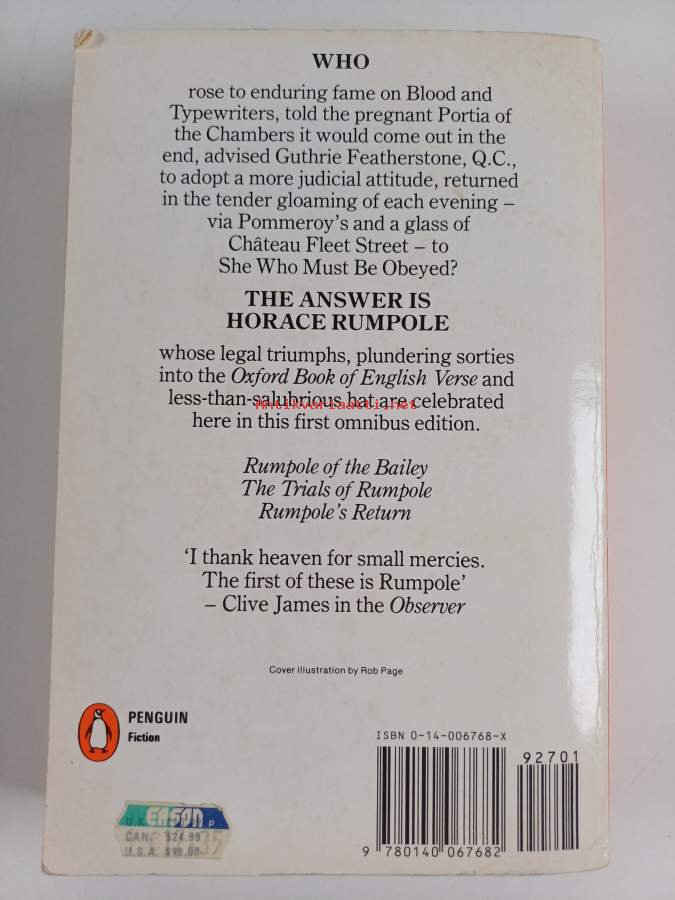 WHO
rose to enduring fame on Blood and
Typewriters, told the pregnant Portia of
the Chambers it would come out in the
end, advised Guthrie Featherstone, Q.C.,
to adopt a more judicial attitude, returned
in the tender gloaming of each evening –
via Pommeroy's and a glass of
Château Fleet Street – to
She Who Must Be Obeyed?
THE ANSWER IS
HORACE RUMPOLE
whose legal triumphs, plundering sorties
into the Oxford Book of English Verse and
less-than-salubrious hat are celebrated
Antikvariaatti.net
here in this first omnibus edition.
Rumpole of the Bailey
The Trials of Rumpole
Rumpole's Return
‘I thank heaven for small mercies.
The first of these is Rumpole’
– Clive James in the Observer
Cover illustration by Rob Page
PENGUIN
Fiction
ISBN 0-14-006768-X
92701
9 780140 067682
EASON P
CAN. $24.99
U.S.A.